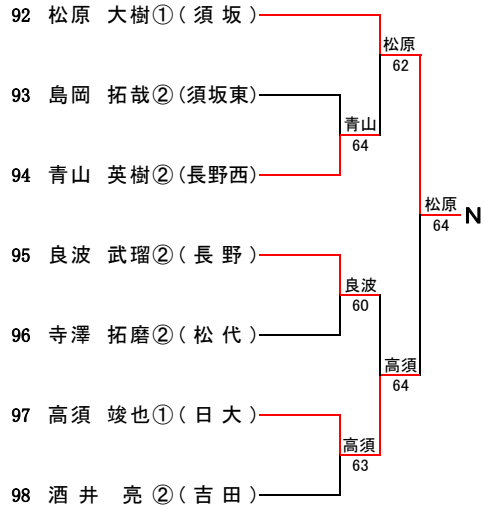 92 松原 大樹①(須坂)
松原
62
93 島岡 拓哉②(須坂東)
青山
64
94 青山 英樹②(長野西)
松原
64
N
95 良波 武瑠②(長野)
良波
60
96 寺澤 拓磨②(松代)
高須
64
97 高須 竣也①(日大)
高須
63
98 酒井 亮②(吉田)